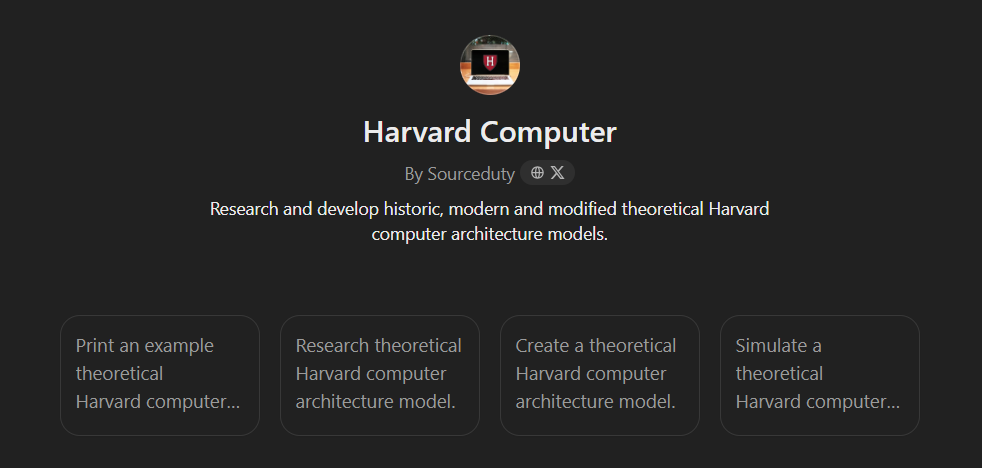 H
Harvard Computer
By Sourceduty
Research and develop historic, modern and modified theoretical Harvard
computer architecture models.
Print an example
theoretical
Harvard computer...
Research theoretical
Harvard computer
architecture model.
Create a theoretical
Harvard computer
architecture model.
Simulate a
theoretical
Harvard computer...